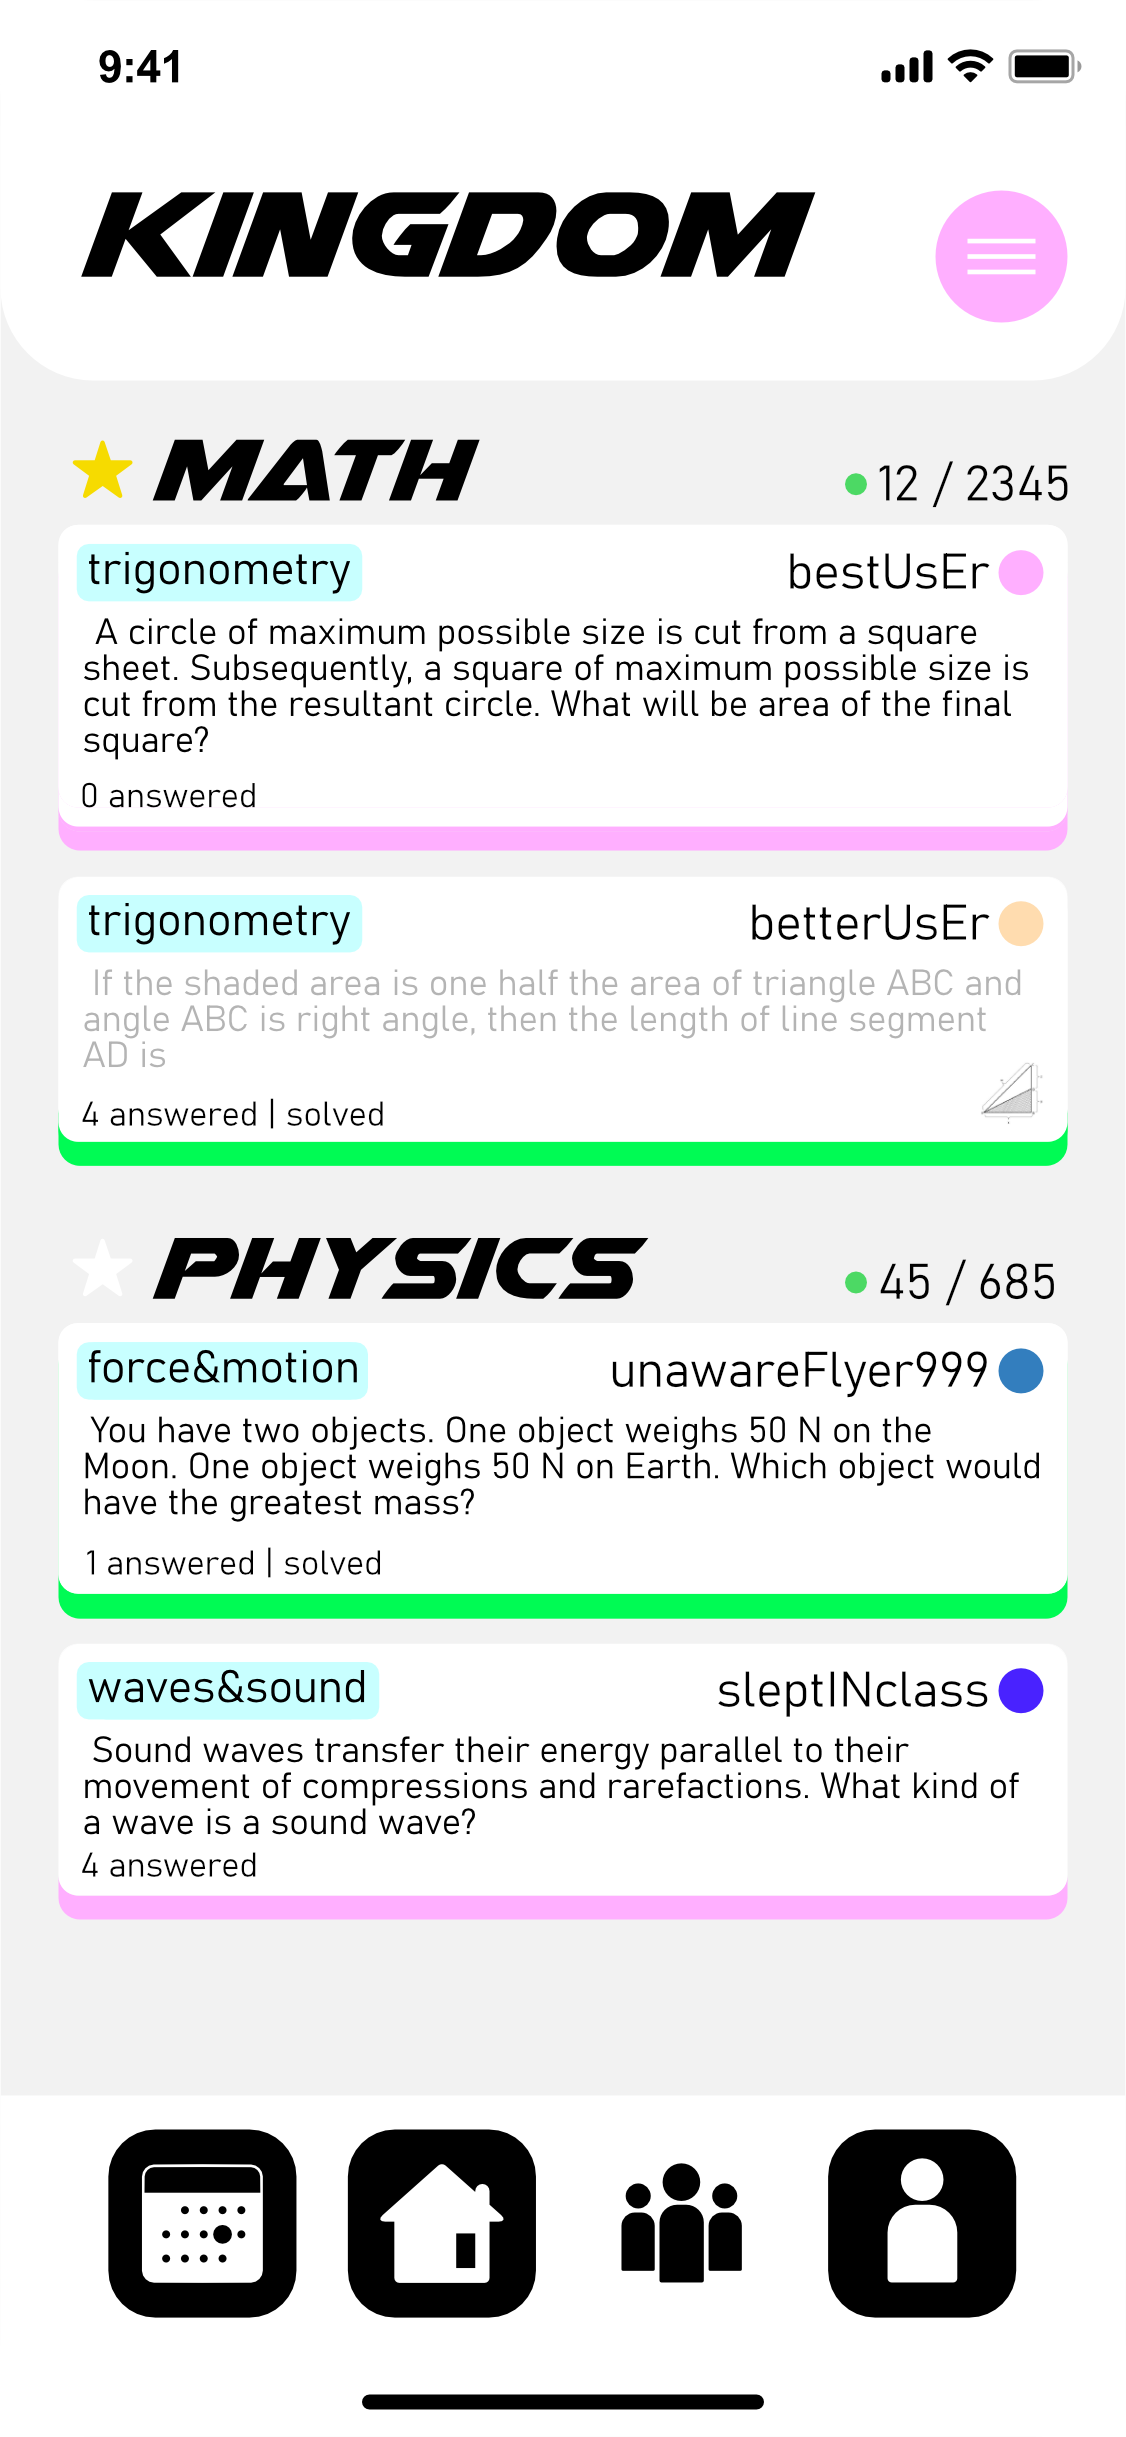 9:41
KINGDOM
MATH
12 / 2345
trigonometry
bestUsEr
A circle of maximum possible size is cut from a square
sheet. Subsequently, a square of maximum possible size is
cut from the resultant circle. What will be area of the final
square?
0 answered
trigonometry
betterUsEr
If the shaded area is one half the area of triangle ABC and
angle ABC is right angle, then the length of line segment
AD is
4 answered | solved
PHYSICS
45 / 685
force&motion
unawareFlyer999
You have two objects. One object weighs 50 N on the
Moon. One object weighs 50 N on Earth. Which object would
have the greatest mass?
1 answered | solved
waves&sound
sleptINclass
Sound waves transfer their energy parallel to their
movement of compressions and rarefactions. What kind of
a wave is a sound wave?
4 answered